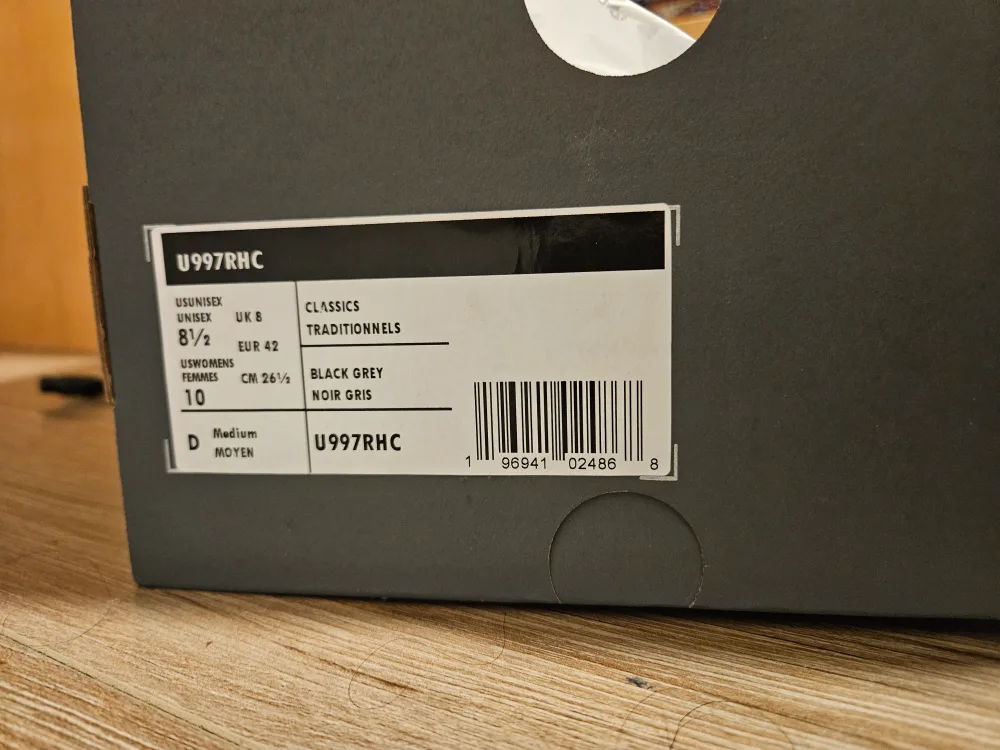 U997RHC
USUNISEX
UNISEX
8½
UK 8
EUR 42
USWOMENS
FEMMES
10
CM 26½
D Medium
MOYEN
CLASSICS
TRADITIONNELS
BLACK GREY
NOIR GRIS
U997RHC
1 96941 02486 8